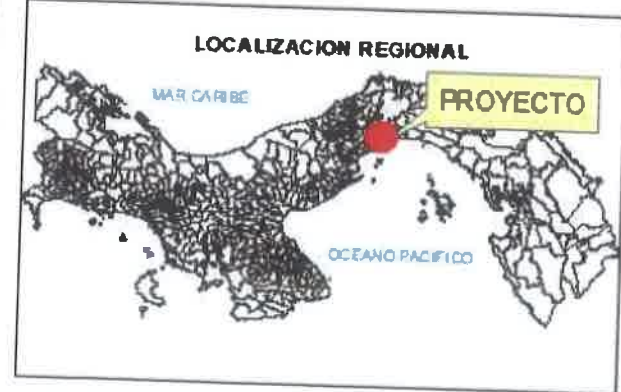 LOCALIZACION REGIONAL
MAR CARIBE
PROYECTO
OCEANO PACIFICO